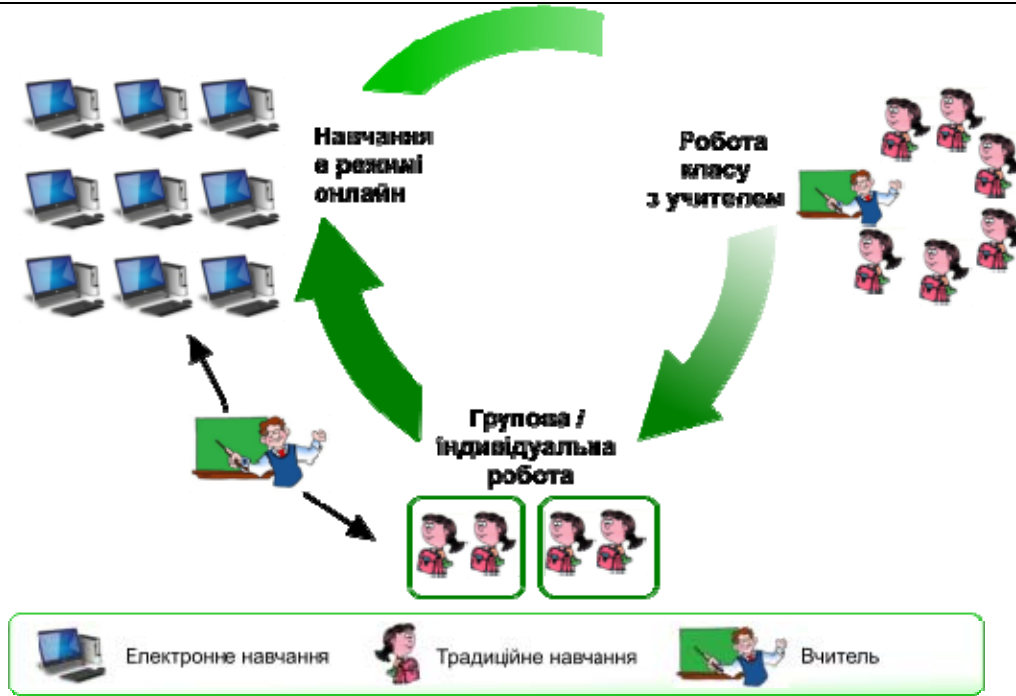 Навчання
в режимі
онлайн
Робота
класу
з учителем
Групова /
індивідуальна
робота
Електронне навчання
Традиційне навчання
Вчитель